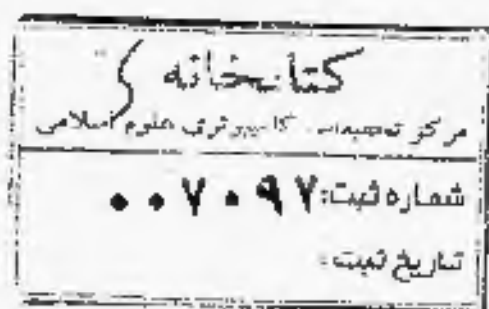 کتابخانه
مرکز تحقیقات کامپیوتری علوم اسلامی
شماره ثبت: ۰۰۷۰۹۷
تاریخ ثبت: